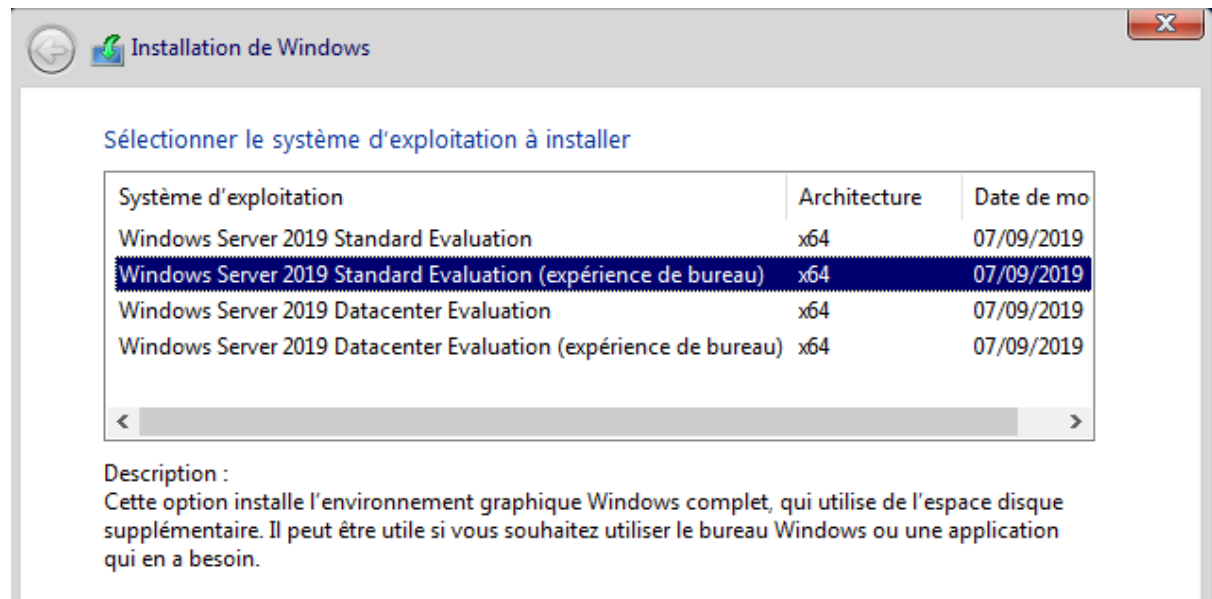 Installation de Windows
Sélectionner le système d'exploitation à installer
Système d'exploitation Architecture Date de mo
Windows Server 2019 Standard Evaluation x64 07/09/2019
Windows Server 2019 Standard Evaluation (expérience de bureau) x64 07/09/2019
Windows Server 2019 Datacenter Evaluation x64 07/09/2019
Windows Server 2019 Datacenter Evaluation (expérience de bureau) x64 07/09/2019
Description :
Cette option installe l'environnement graphique Windows complet, qui utilise de l'espace disque
supplémentaire. Il peut être utile si vous souhaitez utiliser le bureau Windows ou une application
qui en a besoin.